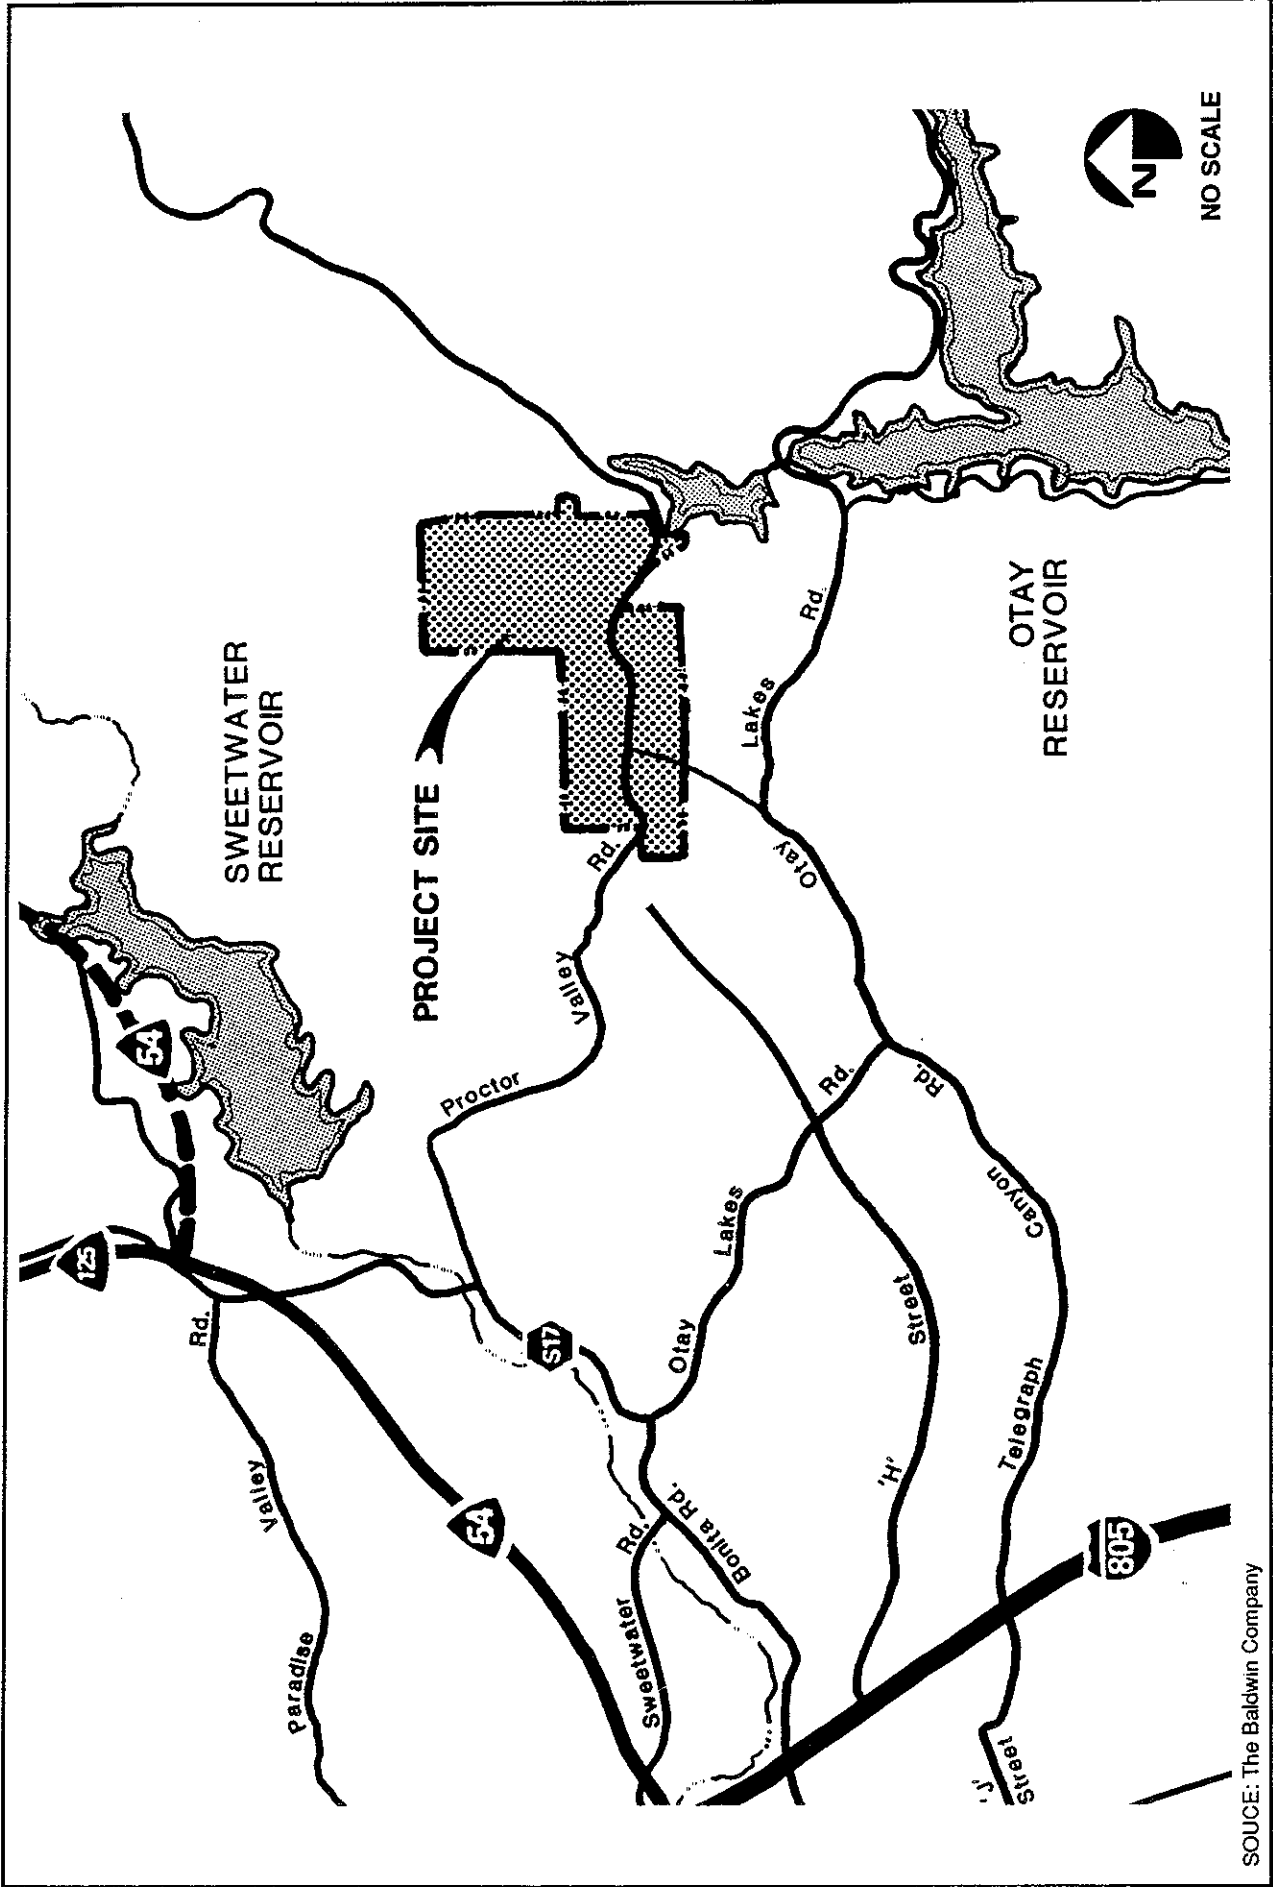 SWEETWATER
RESERVOIR
PROJECT SITE
OTAY
RESERVOIR
125
54
54
S17
805
Paradise
Valley
Rd.
Proctor
Valley
Rd.
Sweetwater
Rd.
Bonita Rd.
Otay
Lakes
Rd.
Otay
Lakes
Rd.
'H'
Street
Telegraph
Canyon
Rd.
'J'
Street
N
NO SCALE
SOUCE: The Baldwin Company